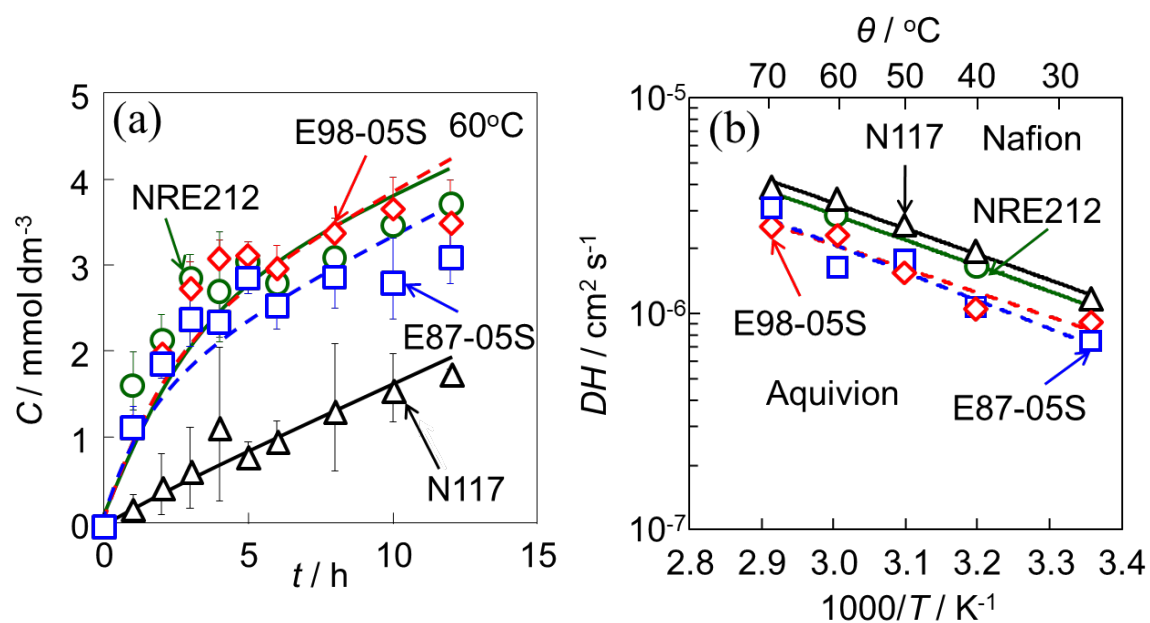 (a)
60°C
E98-05S
NRE212
E87-05S
N117
5
4
3
2
1
0
0 5 10 15
C / mmol dm-3
t / h
θ / °C
70 60 50 40 30
(b)
N117
Nafion
NRE212
E98-05S
Aquivion
E87-05S
10-5
10-6
10-7
DH / cm2 s-1
2.8 2.9 3.0 3.1 3.2 3.3 3.4
1000/T / K-1